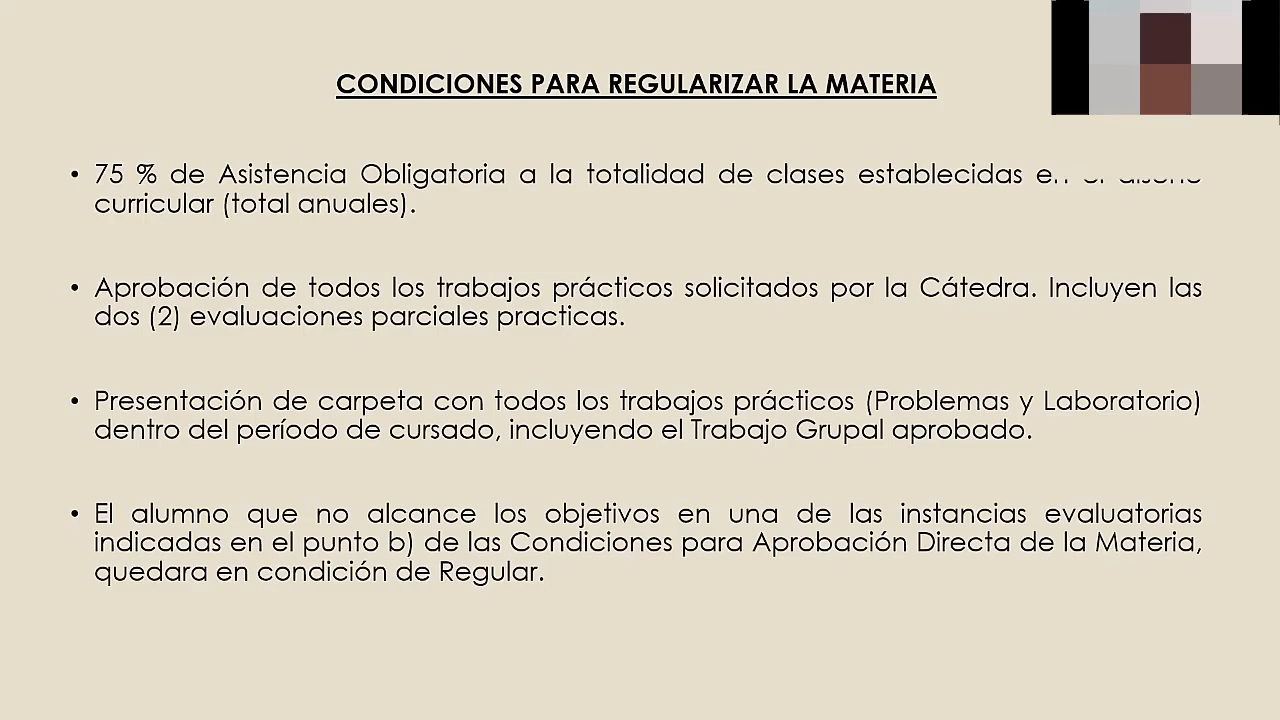 CONDICIONES PARA REGULARIZAR LA MATERIA
• 75 % de Asistencia Obligatoria a la totalidad de clases establecidas
curricular (total anuales).
• Aprobación de todos los trabajos prácticos solicitados por la Cátedra. Incluyen las
dos (2) evaluaciones parciales practicas.
• Presentación de carpeta con todos los trabajos prácticos (Problemas y Laboratorio)
dentro del período de cursado, incluyendo el Trabajo Grupal aprobado.
• El alumno que no alcance los objetivos en una de las instancias evaluatorias
indicadas en el punto b) de las Condiciones para Aprobación Directa de la Materia,
quedara en condición de Regular.